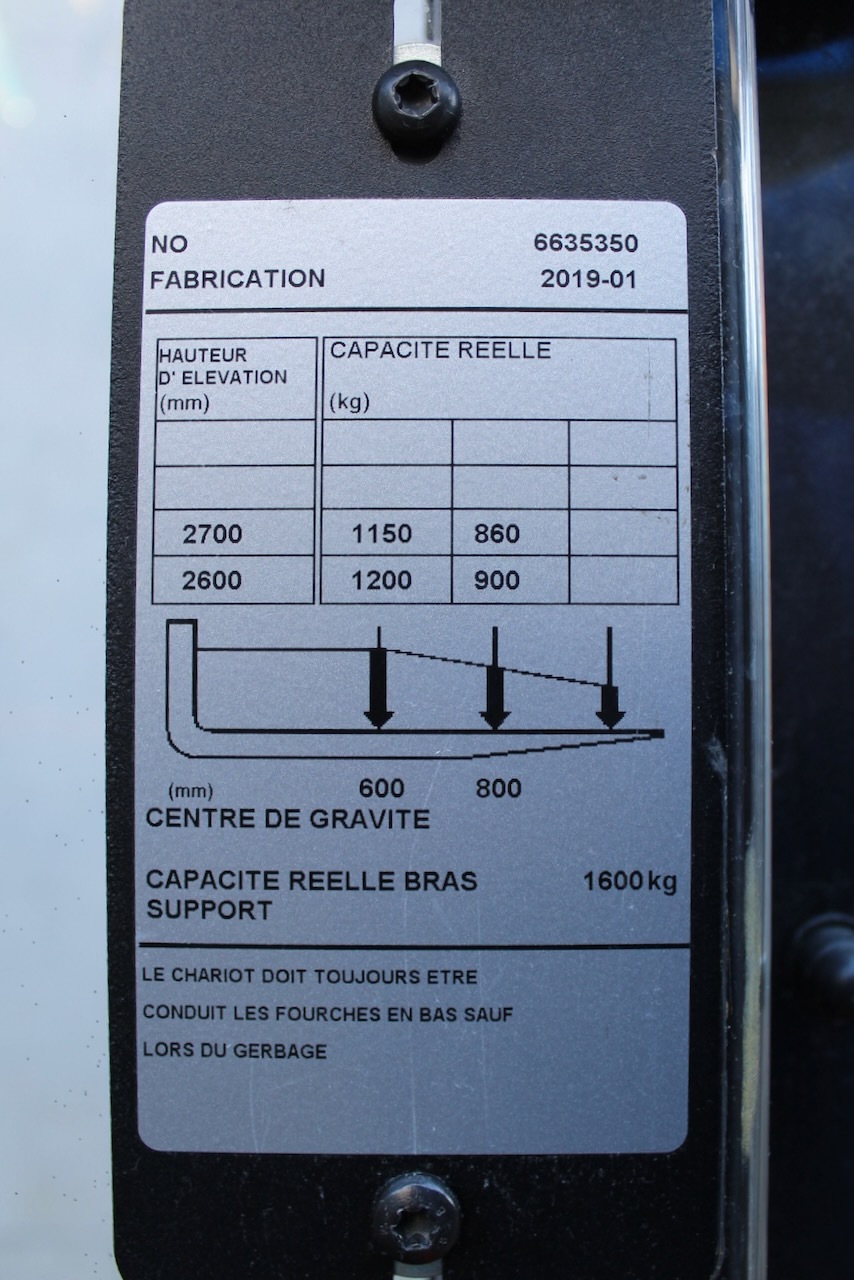 NO 6635350
FABRICATION 2019-01
HAUTEUR
D' ELEVATION
(mm)
CAPACITE REELLE
(kg)
2700 1150 860
2600 1200 900
(mm) 600 800
CENTRE DE GRAVITE
CAPACITE REELLE BRAS 1600kg
SUPPORT
LE CHARIOT DOIT TOUJOURS ETRE
CONDUIT LES FOURCHES EN BAS SAUF
LORS DU GERBAGE